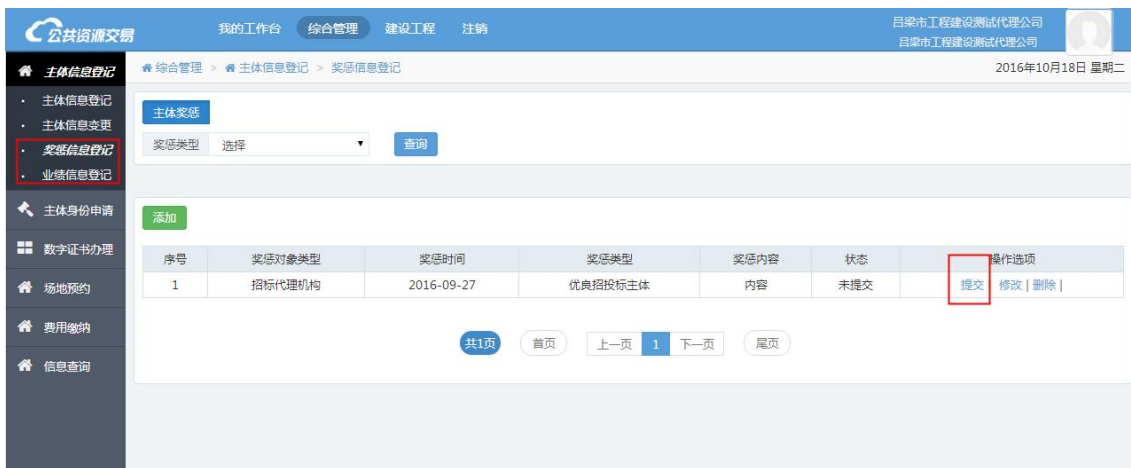 公共资源交易
我的工作台 综合管理 建设工程 注销
吕梁市工程建设测试代理公司
吕梁市工程建设测试代理公司
主体信息登记
综合管理 > 主体信息登记 > 奖惩信息登记
2016年10月18日 星期二
· 主体信息登记
· 主体信息变更
· 奖惩信息登记
· 业绩信息登记
主体身份申请
数字证书办理
场地预约
费用缴纳
信息查询
主体奖惩
奖惩类型 选择 查询
添加
序号 奖惩对象类型 奖惩时间 奖惩类型 奖惩内容 状态 操作选项
1 招标代理机构 2016-09-27 优良招投标主体 内容 未提交 提交 修改 | 删除 |
共1页 首页 上一页 1 下一页 尾页